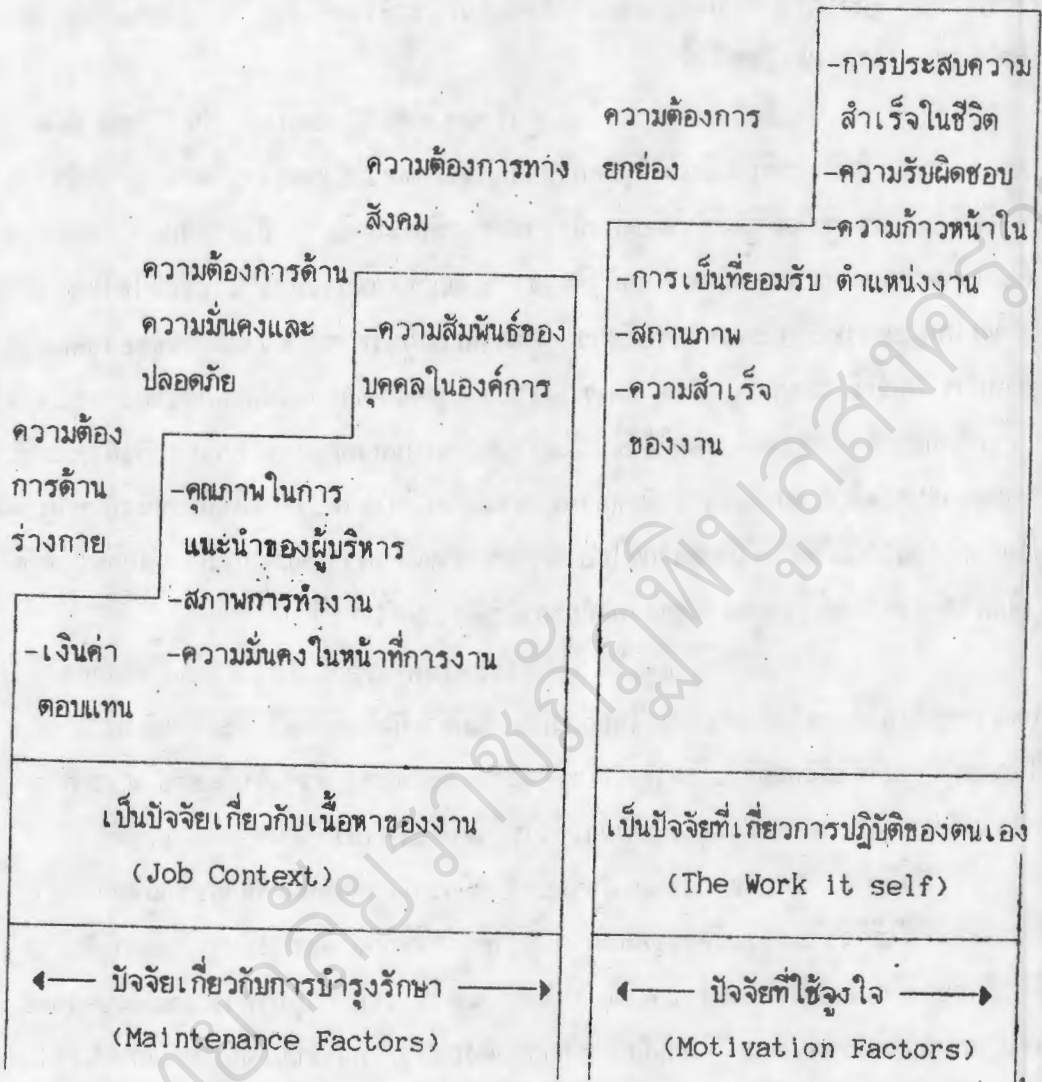 -การประสบความ
สำเร็จในชีวิต
-ความรับผิดชอบ
-ความก้าวหน้าใน
ตำแหน่งงาน
ความต้องการ
ยกย่อง
-การเป็นที่ยอมรับ
-สถานภาพ
-ความสำเร็จ
ของงาน
ความต้องการทาง
สังคม
-ความสัมพันธ์ของ
บุคคลในองค์การ
ความต้องการด้าน
ความมั่นคงและ
ปลอดภัย
-คุณภาพในการ
แนะนำของผู้บริหาร
-สภาพการทำงาน
-ความมั่นคงในหน้าที่การงาน
ความต้อง
การด้าน
ร่างกาย
-เงินค่า
ตอบแทน
เป็นปัจจัยเกี่ยวกับเนื้อหาของงาน
(Job Context)
เป็นปัจจัยที่เกี่ยวการปฏิบัติของตนเอง
(The Work it self)
ปัจจัยเกี่ยวกับการบำรุงรักษา
(Maintenance Factors)
ปัจจัยที่ใช้จูงใจ
(Motivation Factors)